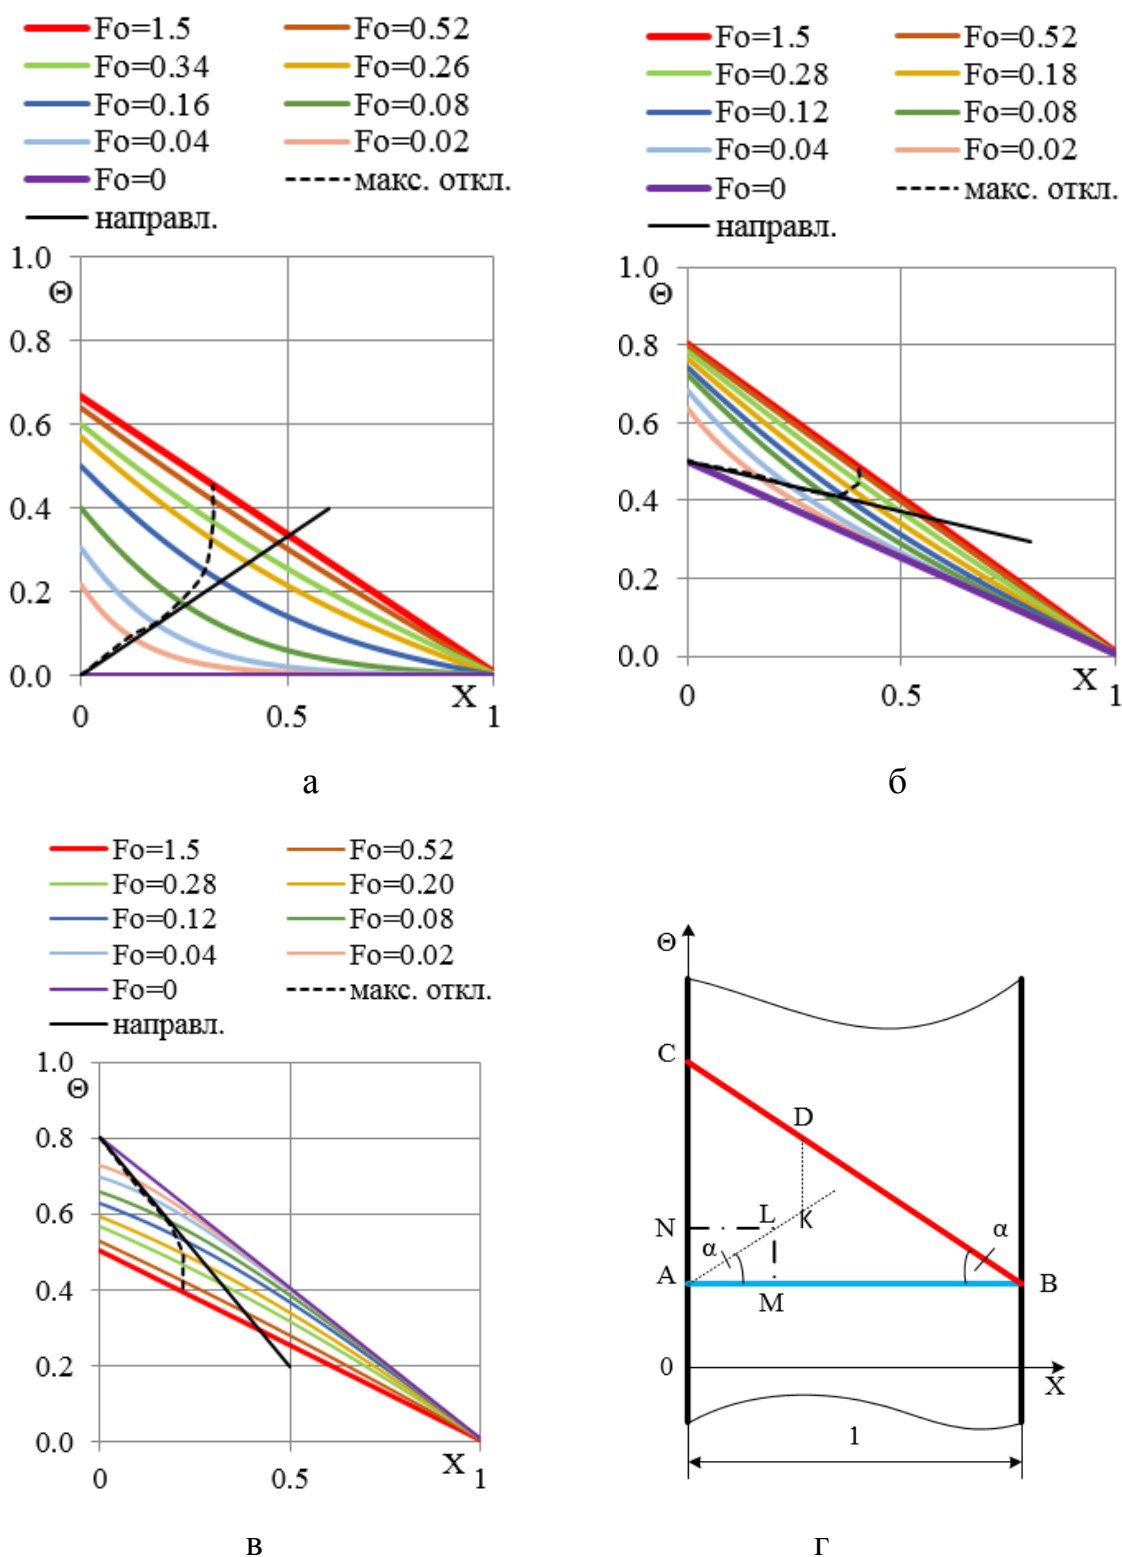 Fo=1.5 Fo=0.52
Fo=0.34 Fo=0.26
Fo=0.16 Fo=0.08
Fo=0.04 Fo=0.02
Fo=0 макс. откл.
направл.
1.0
Θ
0.8
0.6
0.4
0.2
0.0
X
0 0.5 1
а
Fo=1.5 Fo=0.52
Fo=0.28 Fo=0.18
Fo=0.12 Fo=0.08
Fo=0.04 Fo=0.02
Fo=0 макс. откл.
направл.
1.0
Θ
0.8
0.6
0.4
0.2
0.0
X
0 0.5 1
б
Fo=1.5 Fo=0.52
Fo=0.28 Fo=0.20
Fo=0.12 Fo=0.08
Fo=0.04 Fo=0.02
Fo=0 макс. откл.
направл.
1.0
Θ
0.8
0.6
0.4
0.2
0.0
X
0 0.5 1
в
Θ
C
D
N L K
α α
A B
M
0
X
1
г